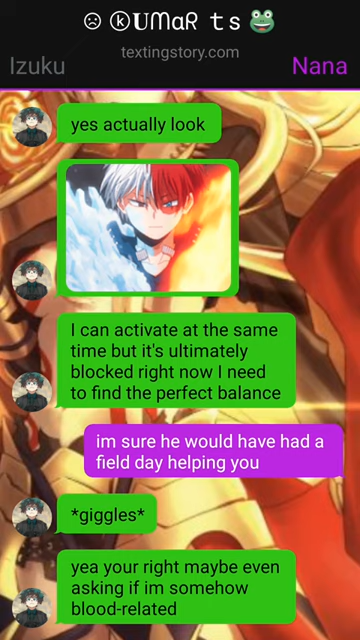 ☹ ⓚUᗰαᖇ ts 🐸
textingstory.com
Izuku
Nana
yes actually look
I can activate at the same
time but it's ultimately
blocked right now I need
to find the perfect balance
im sure he would have had a
field day helping you
*giggles*
yea your right maybe even
asking if im somehow
blood-related